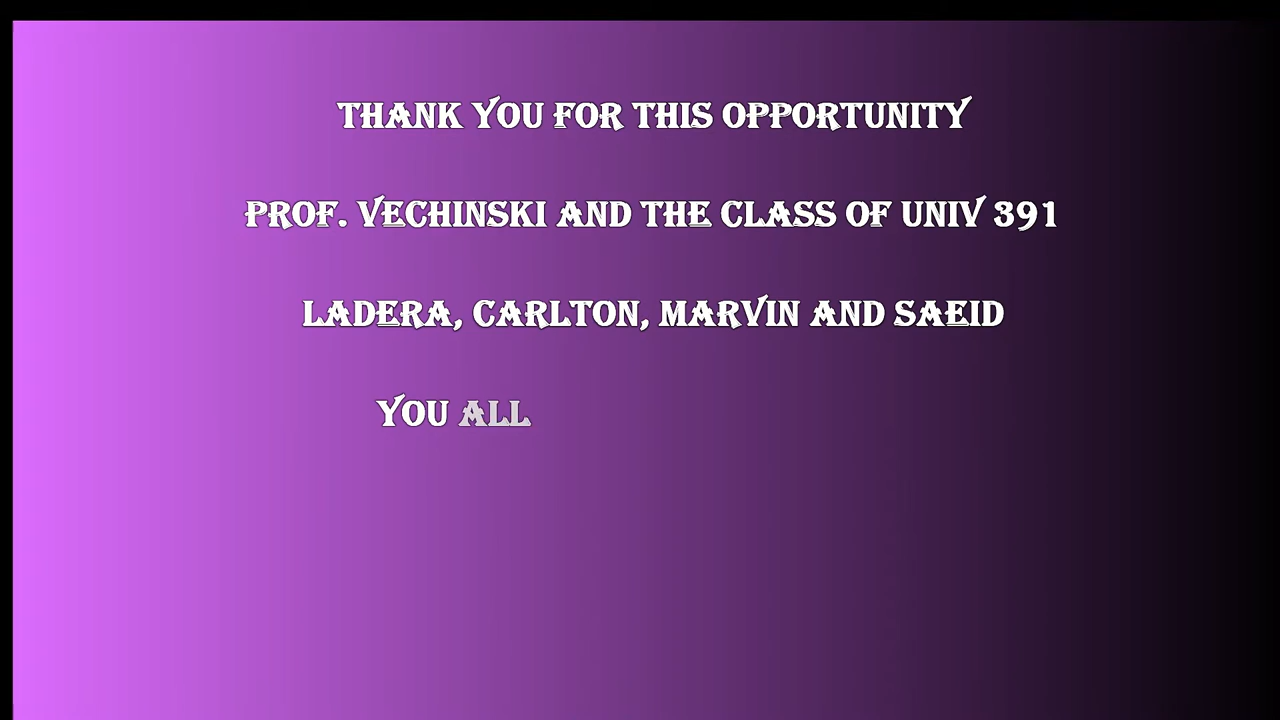 THANK YOU FOR THIS OPPORTUNITY
PROF. VECHINSKI AND THE CLASS OF UNIV 391
LADERA, CARLTON, MARVIN AND SAEID
YOU ALL